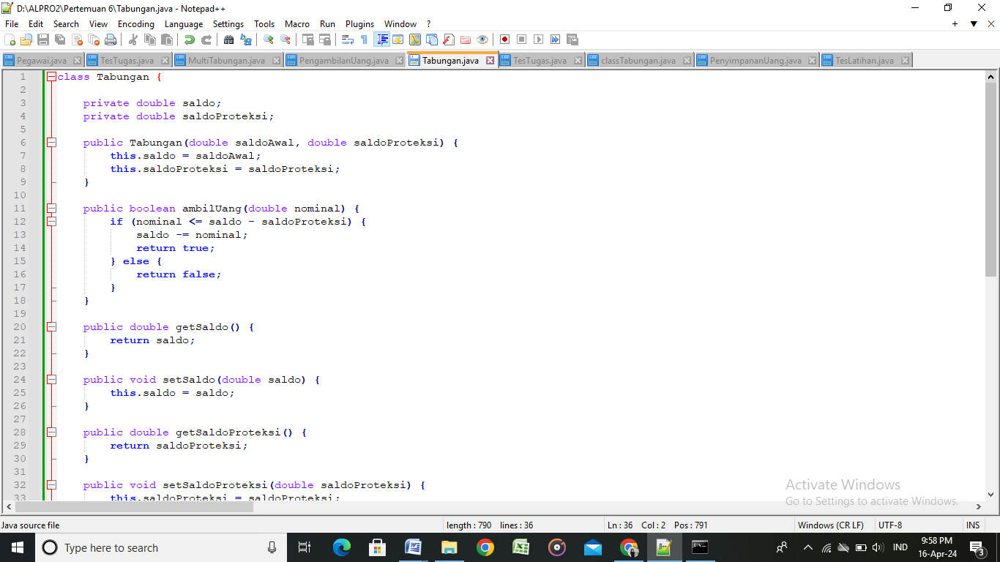 D:\ALPRO2\Pertemuan 6\Tabungan.java - Notepad++
File Edit Search View Encoding Language Settings Tools Macro Run Plugins Window ?
Pegawai.java TesTugas.java MultiTabungan.java PengambilanUang.java Tabungan.java TesTugas.java classTabungan.java PenyimpananUang.java TesLatihan.java
1 class Tabungan {
2
3 private double saldo;
4 private double saldoProteksi;
5
6 public Tabungan(double saldoAwal, double saldoProteksi) {
7 this.saldo = saldoAwal;
8 this.saldoProteksi = saldoProteksi;
9 }
10
11 public boolean ambilUang(double nominal) {
12 if (nominal <= saldo - saldoProteksi) {
13 saldo -= nominal;
14 return true;
15 } else {
16 return false;
17 }
18 }
19
20 public double getSaldo() {
21 return saldo;
22 }
23
24 public void setSaldo(double saldo) {
25 this.saldo = saldo;
26 }
27
28 public double getSaldoProteksi() {
29 return saldoProteksi;
30 }
31
32 public void setSaldoProteksi(double saldoProteksi) {
33 this.saldoProteksi = saldoProteksi;
Activate Windows
Go to Settings to activate Windows.
Java source file length : 790 lines : 36 Ln : 36 Col : 2 Pos : 791 Windows (CR LF) UTF-8 INS
Type here to search
IND
9:58 PM
16-Apr-24
3